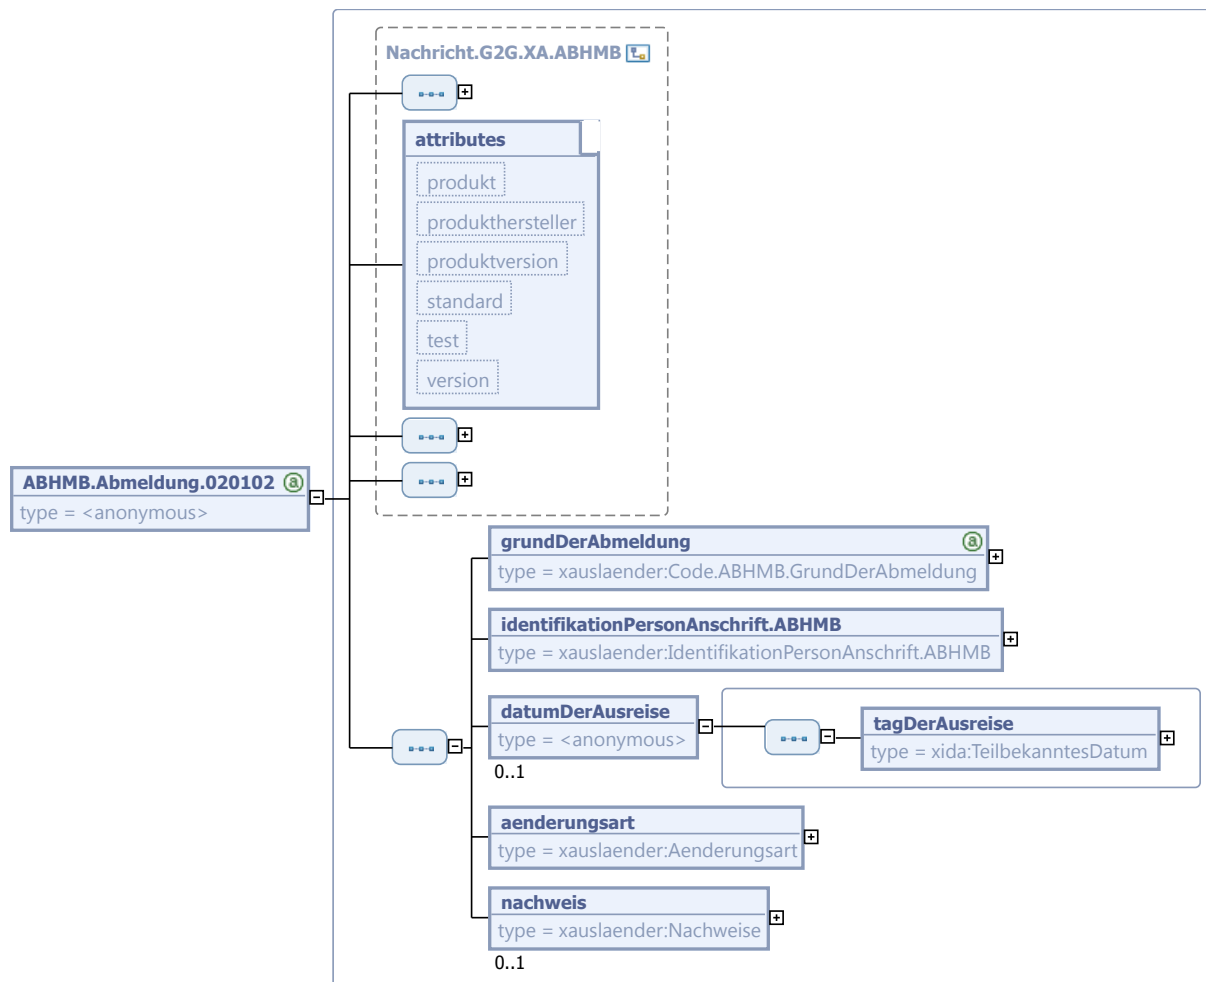 Nachricht.G2G.XA.ABHMB
attributes
produkt
produkthersteller
produktversion
standard
test
version
ABHMB.Abmeldung.020102 a
type = <anonymous>
grundDerAbmeldung a
type = xauslaender:Code.ABHMB.GrundDerAbmeldung
identifikationPersonAnschrift.ABHMB
type = xauslaender:IdentifikationPersonAnschrift.ABHMB
datumDerAusreise
type = <anonymous>
0..1
tagDerAusreise
type = xida:TeilbekanntesDatum
aenderungsart
type = xauslaender:Aenderungsart
nachweis
type = xauslaender:Nachweise
0..1